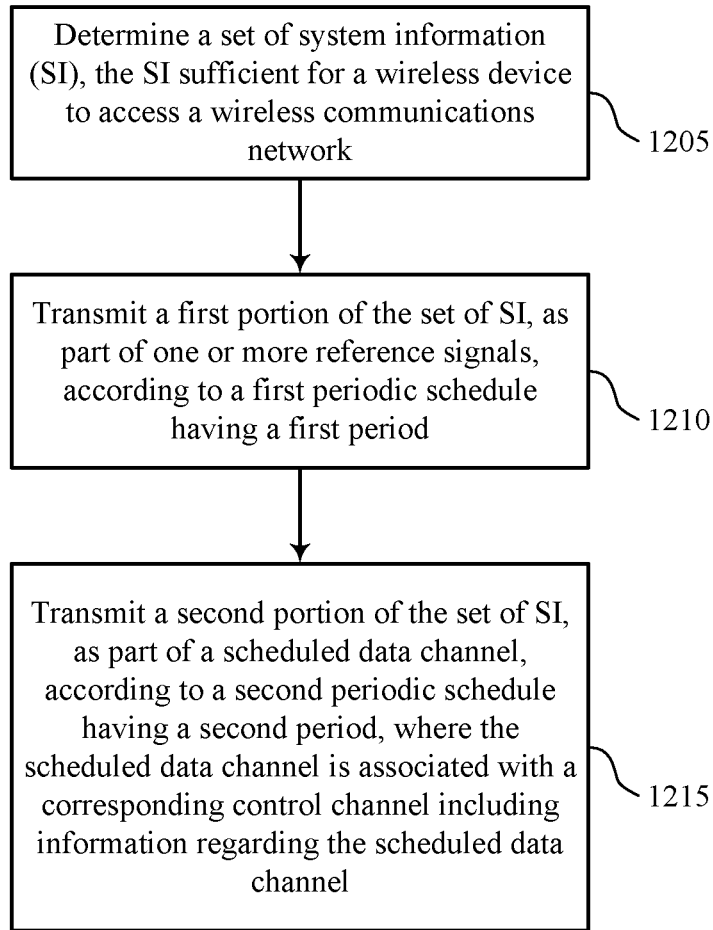 Determine a set of system information
(SI), the SI sufficient for a wireless device
to access a wireless communications
network
1205
Transmit a first portion of the set of SI, as
part of one or more reference signals,
according to a first periodic schedule
having a first period
1210
Transmit a second portion of the set of SI,
as part of a scheduled data channel,
according to a second periodic schedule
having a second period, where the
scheduled data channel is associated with a
corresponding control channel including
information regarding the scheduled data
channel
1215